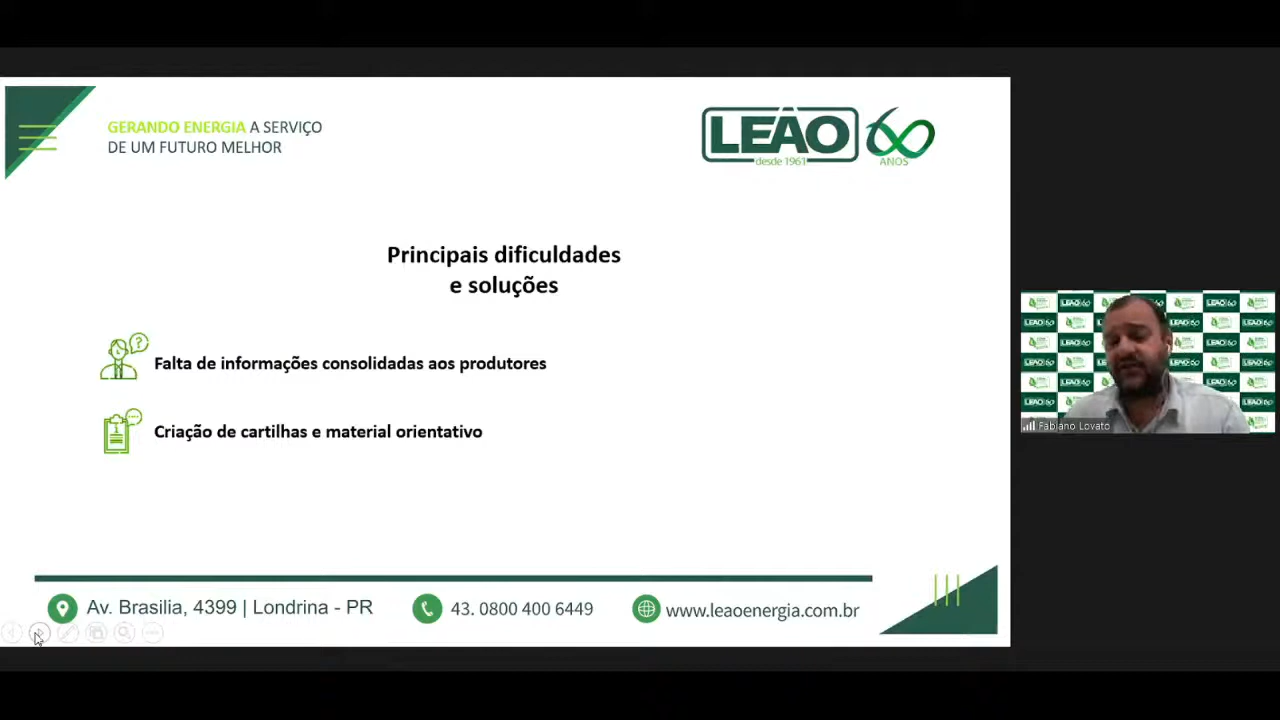 GERANDO ENERGIA A SERVIÇO
DE UM FUTURO MELHOR
LEÃO
desde 1961
60
ANOS
Principais dificuldades
e soluções
Falta de informações consolidadas aos produtores
Criação de cartilhas e material orientativo
Av. Brasilia, 4399 | Londrina - PR
43. 0800 400 6449
www.leaoenergia.com.br
Fabiano Lovato